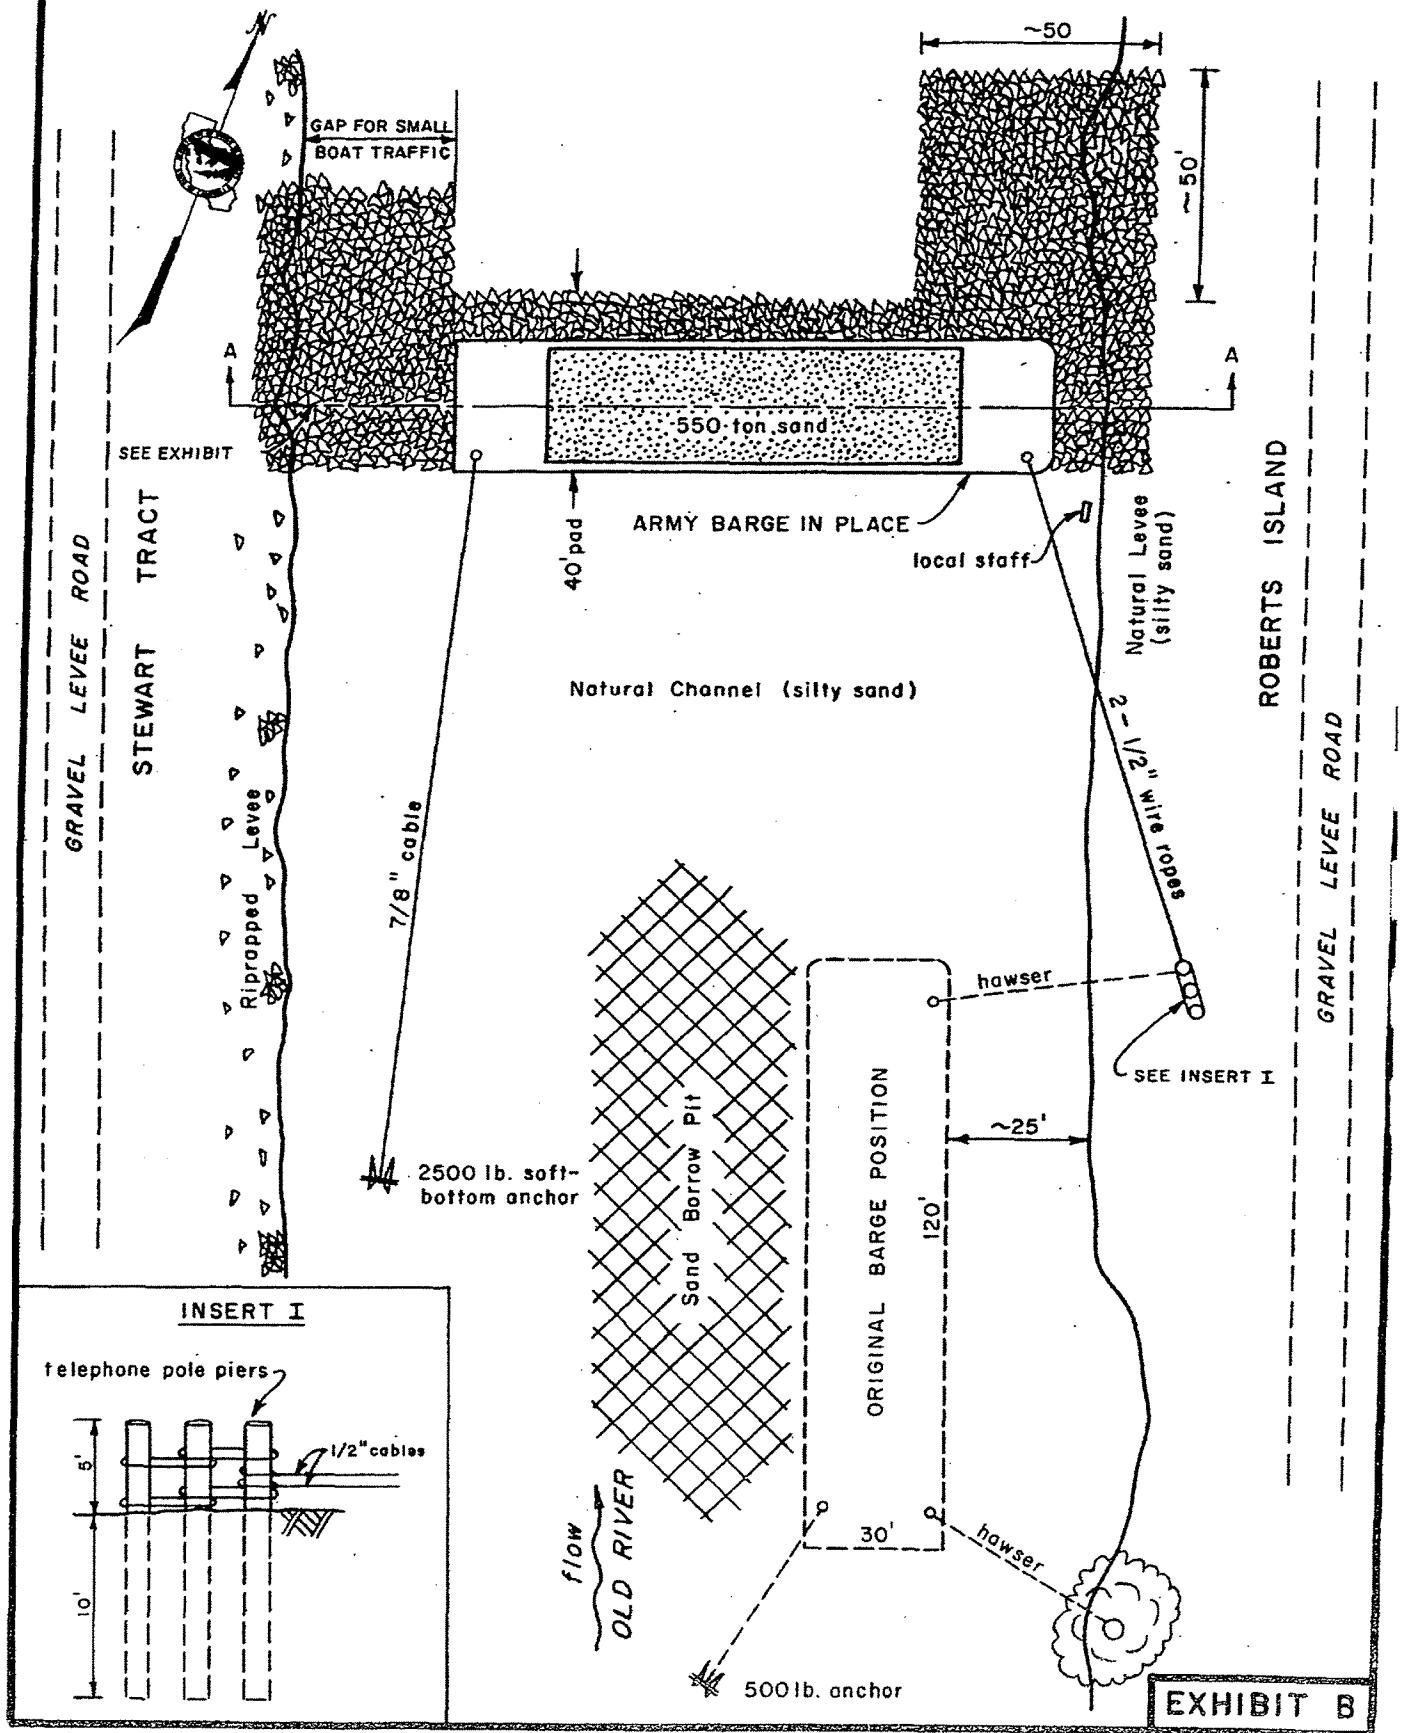 N
~50
GAP FOR SMALL
BOAT TRAFFIC
~50'
A
A
550 ton sand
SEE EXHIBIT
ARMY BARGE IN PLACE
40' pad
local staff
Natural Levee
(silty sand)
GRAVEL LEVEE ROAD
STEWART TRACT
ROBERTS ISLAND
Natural Channel (silty sand)
2 - 1/2" wire ropes
GRAVEL LEVEE ROAD
7/8" cable
Riprapped Levee
hawser
SEE INSERT I
~25'
Sand Borrow Pit
ORIGINAL BARGE POSITION
120'
2500 lb. soft-
bottom anchor
INSERT I
telephone pole piers
1/2" cables
5'
10'
30'
hawser
flow
OLD RIVER
500 lb. anchor
EXHIBIT B